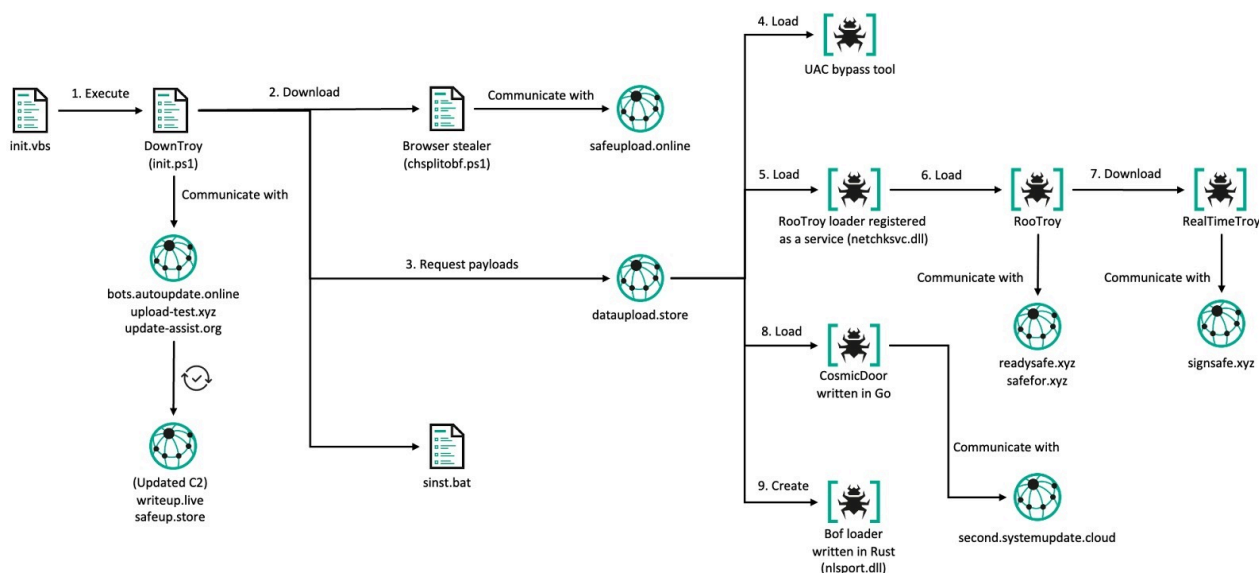 4. Load
UAC bypass tool
1. Execute
2. Download
Communicate with
init.vbs
DownTroy
(init.ps1)
Browser stealer
(chsplitobf.ps1)
safeupload.online
Communicate with
5. Load
6. Load
7. Download
RooTroy loader registered
as a service (netchksvc.dll)
RooTroy
RealTimeTroy
bots.autoupdate.online
upload-test.xyz
update-assist.org
3. Request payloads
dataupload.store
Communicate with
Communicate with
readysafe.xyz
safefor.xyz
signsafe.xyz
8. Load
CosmicDoor
written in Go
Communicate with
second.systemupdate.cloud
(Updated C2)
writeup.live
safeup.store
sinst.bat
9. Create
Bof loader
written in Rust
(nlsport.dll)